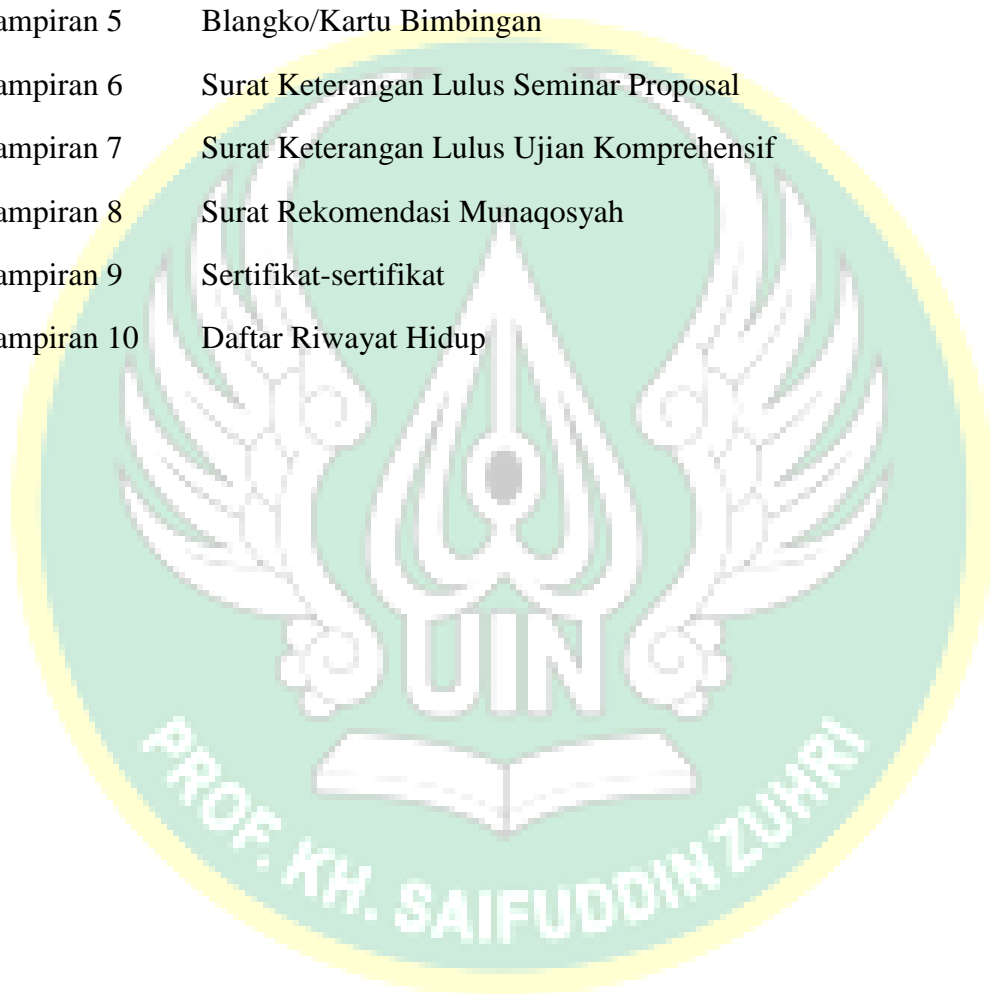 ampiran 5 Blangko/Kartu Bimbingan
ampiran 6 Surat Keterangan Lulus Seminar Proposal
ampiran 7 Surat Keterangan Lulus Ujian Komprehensif
ampiran 8 Surat Rekomendasi Munaqosyah
ampiran 9 Sertifikat-sertifikat
ampiran 10 Daftar Riwayat Hidup
UIN
PROF. KH. SAIFUDDIN ZUHRI